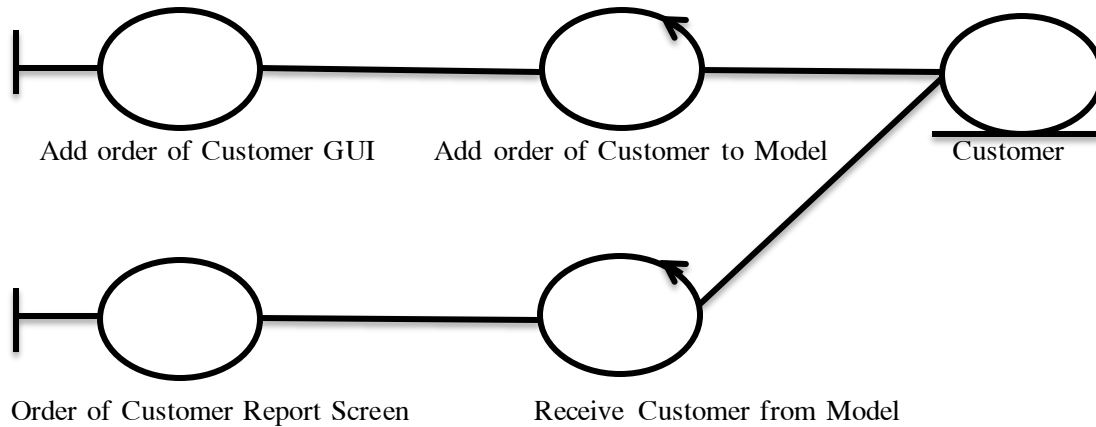 Add order of Customer GUI
Add order of Customer to Model
Customer
Order of Customer Report Screen
Receive Customer from Model